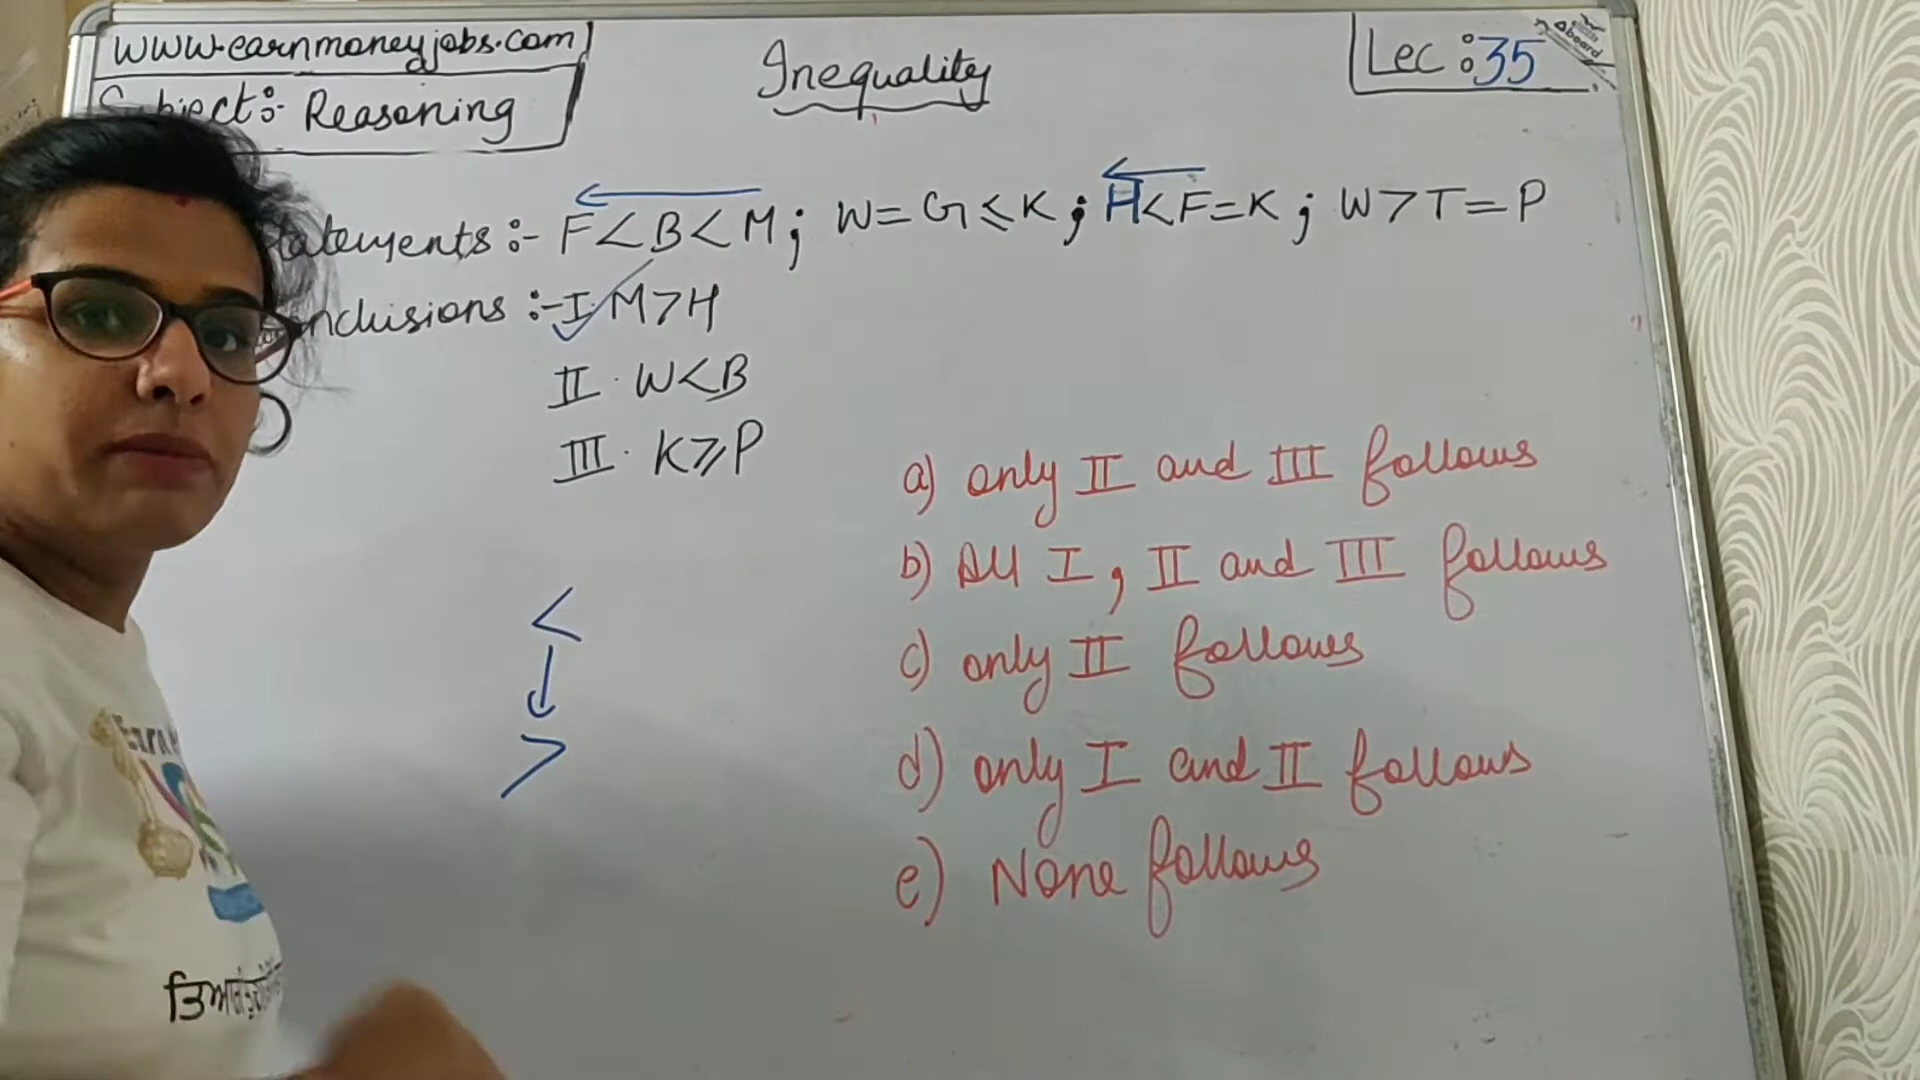 www.earnmoneyjobs.com
Subject:- Reasoning
Inequality
Lec:35
Statements:- F<B<M; W=G≤K; H<F=K; W>T=P
Conclusions:- I. M>H
II. W<B
III. K≥P
<
>
a) only II and III follows
b) All I, II and III follows
c) only II follows
d) only I and II follows
e) None follows